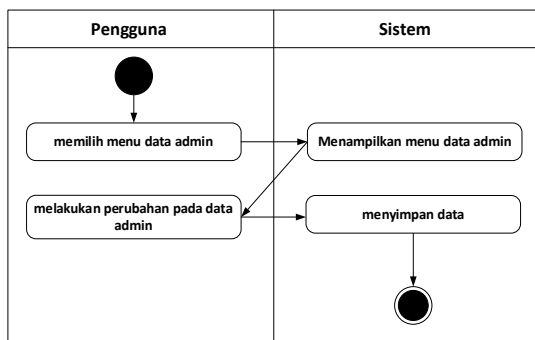 Pengguna
Sistem
memilih menu data admin
Menampilkan menu data admin
melakukan perubahan pada data
admin
menyimpan data